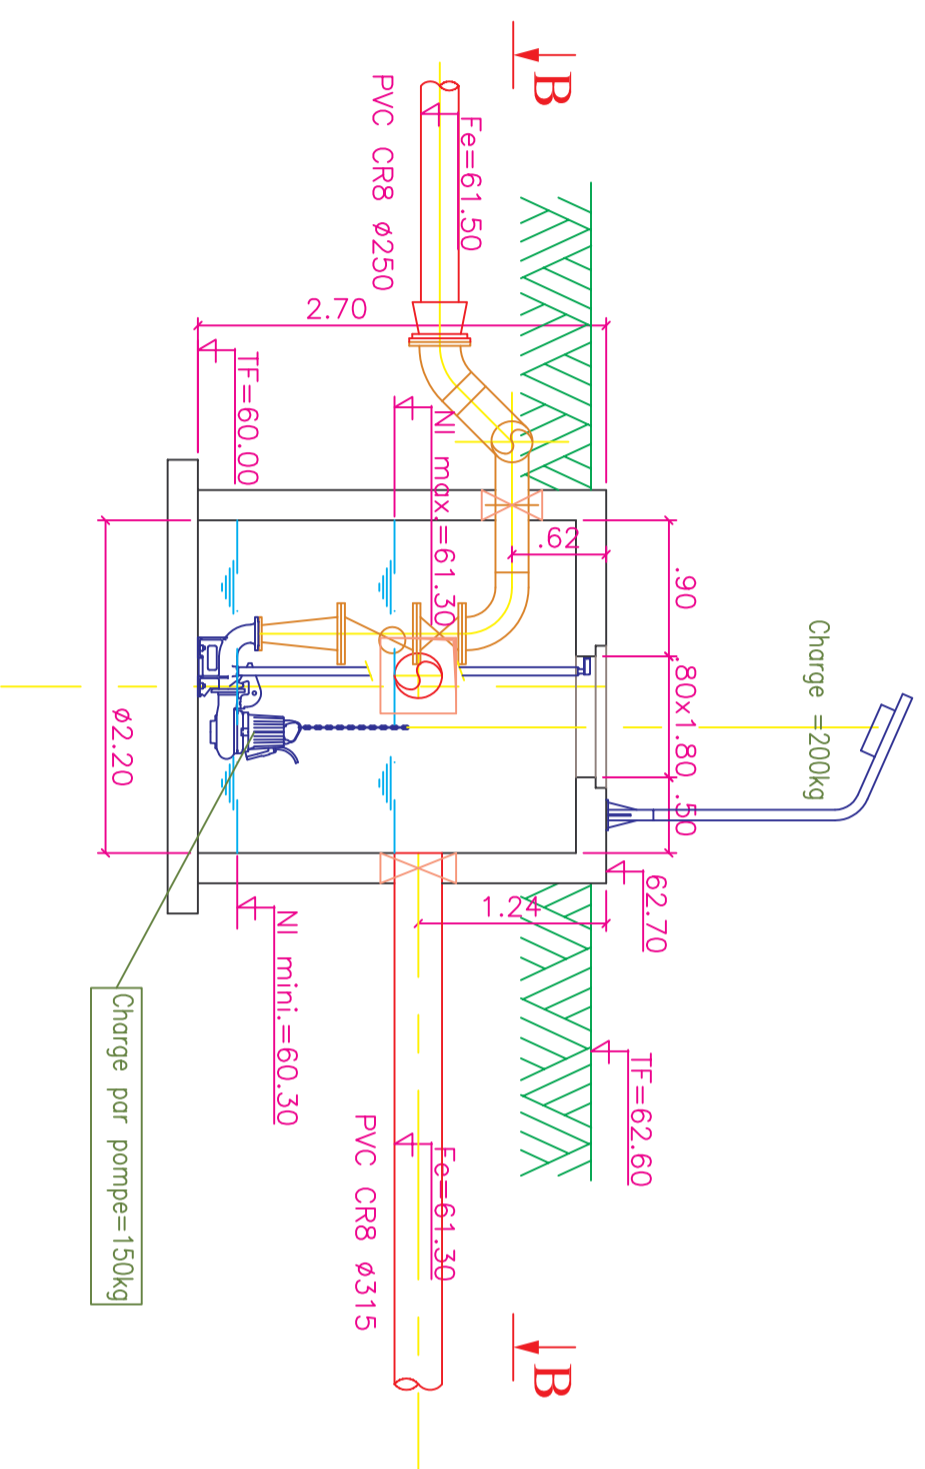 Charge =200kg
.90
.80x1.80
.50
62.70
TF=62.60
B
B
.62
1.24
Fe=61.50
NI max.=61.30
Fe=61.30
PVC CR8 ø250
PVC CR8 ø315
2.70
NI mini.=60.30
TF=60.00
ø2.20
Charge par pompe=150kg